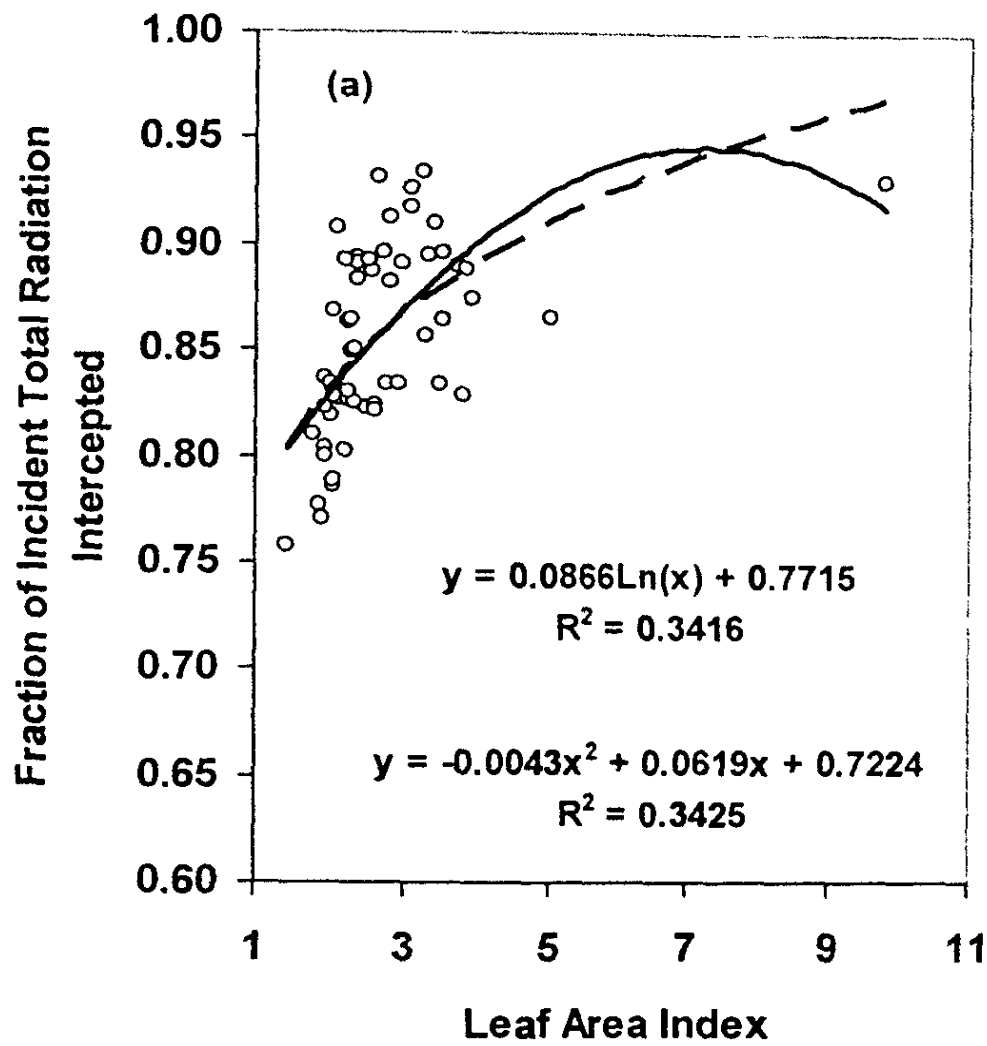 1.00
(a)
0.95
0.90
0.85
0.80
0.75
0.70
0.65
0.60
Fraction of Incident Total Radiation
Intercepted
y = 0.0866Ln(x) + 0.7715
R² = 0.3416
y = -0.0043x² + 0.0619x + 0.7224
R² = 0.3425
1 3 5 7 9 11
Leaf Area Index